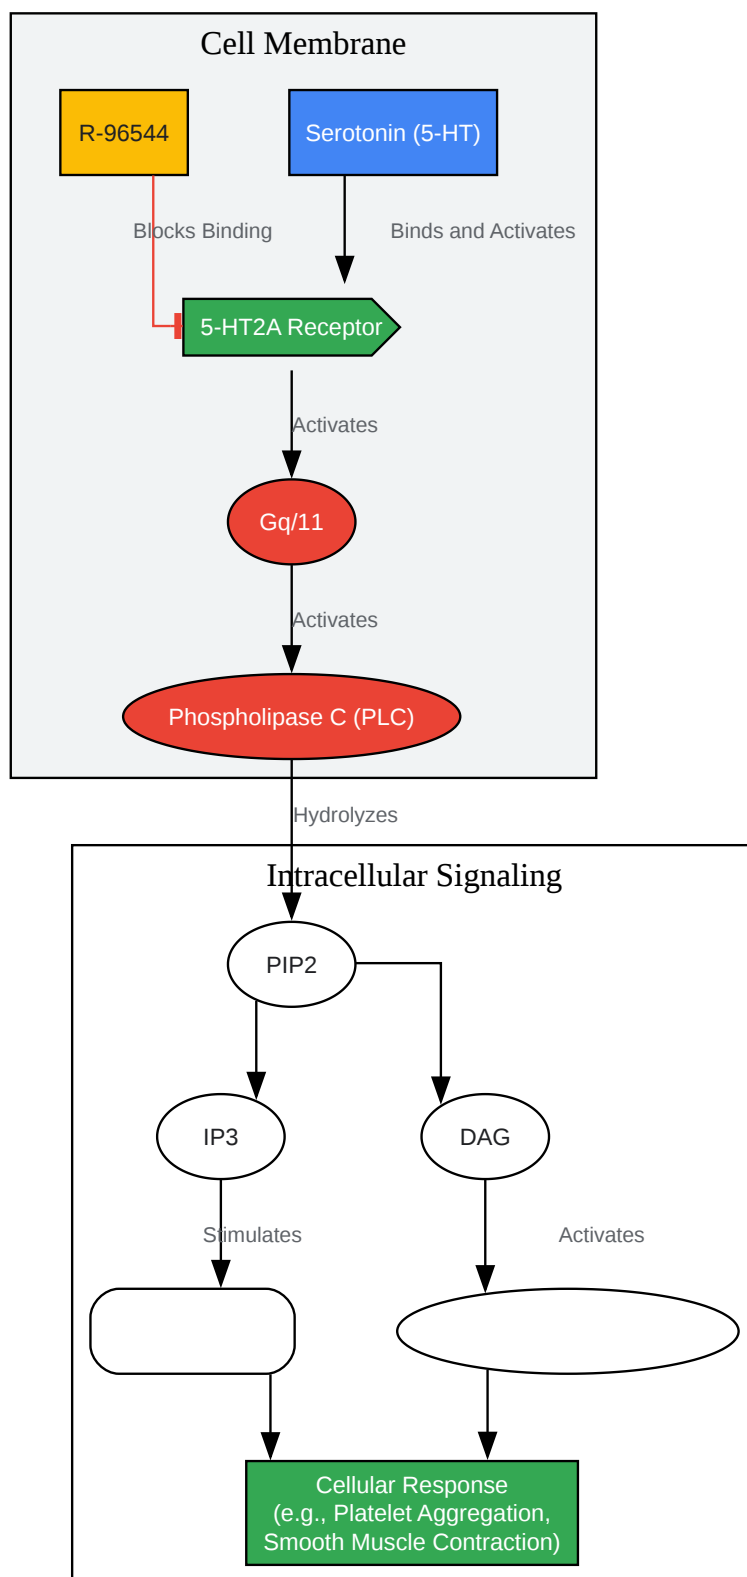 Cell Membrane
R-96544
Serotonin (5-HT)
Blocks Binding
Binds and Activates
5-HT2A Receptor
Activates
Gq/11
Activates
Phospholipase C (PLC)
Hydrolyzes
Intracellular Signaling
PIP2
IP3
DAG
Stimulates
Activates
Cellular Response
(e.g., Platelet Aggregation,
Smooth Muscle Contraction)